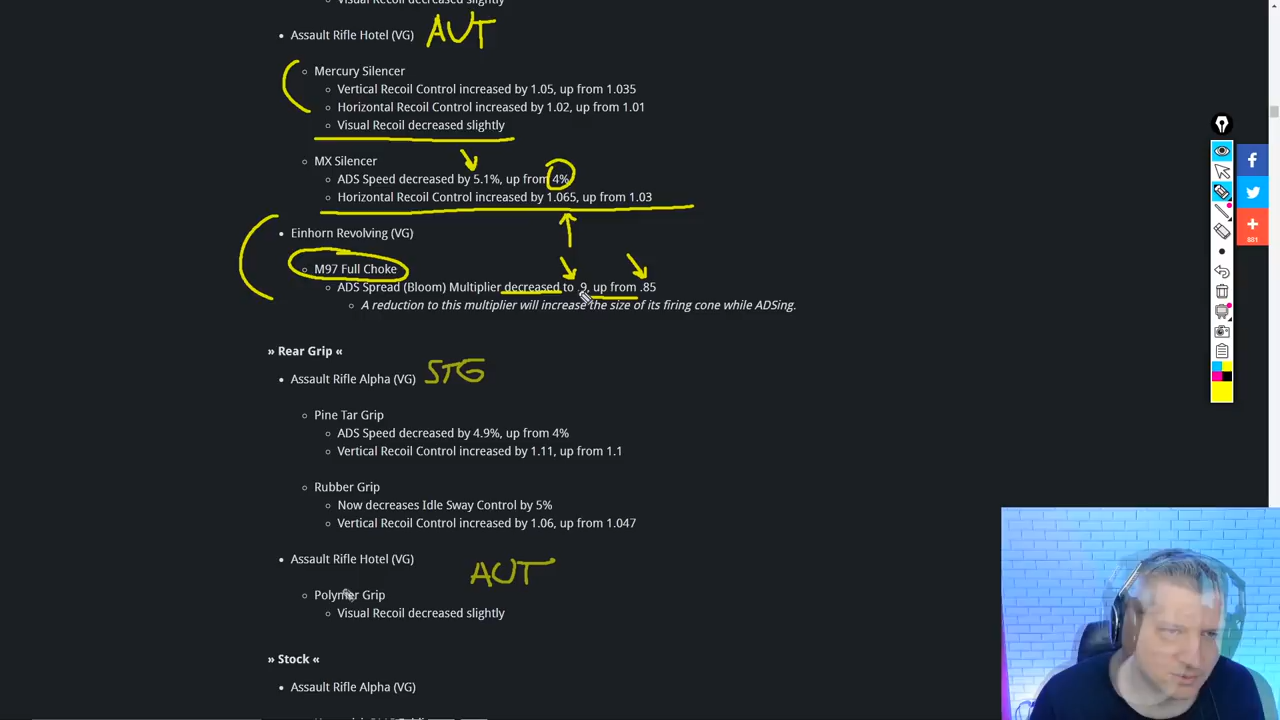 Visual Recoil decreased slightly
Assault Rifle Hotel (VG) AUT
Mercury Silencer
Vertical Recoil Control increased by 1.05, up from 1.035
Horizontal Recoil Control increased by 1.02, up from 1.01
Visual Recoil decreased slightly
MX Silencer
ADS Speed decreased by 5.1%, up from 4%
Horizontal Recoil Control increased by 1.065, up from 1.03
Einhorn Revolving (VG)
M97 Full Choke
ADS Spread (Bloom) Multiplier decreased to .9, up from .85
A reduction to this multiplier will increase the size of its firing cone while ADSing.
» Rear Grip «
Assault Rifle Alpha (VG) STG
Pine Tar Grip
ADS Speed decreased by 4.9%, up from 4%
Vertical Recoil Control increased by 1.11, up from 1.1
Rubber Grip
Now decreases Idle Sway Control by 5%
Vertical Recoil Control increased by 1.06, up from 1.047
Assault Rifle Hotel (VG) AUT
Polymer Grip
Visual Recoil decreased slightly
» Stock «
Assault Rifle Alpha (VG)
851